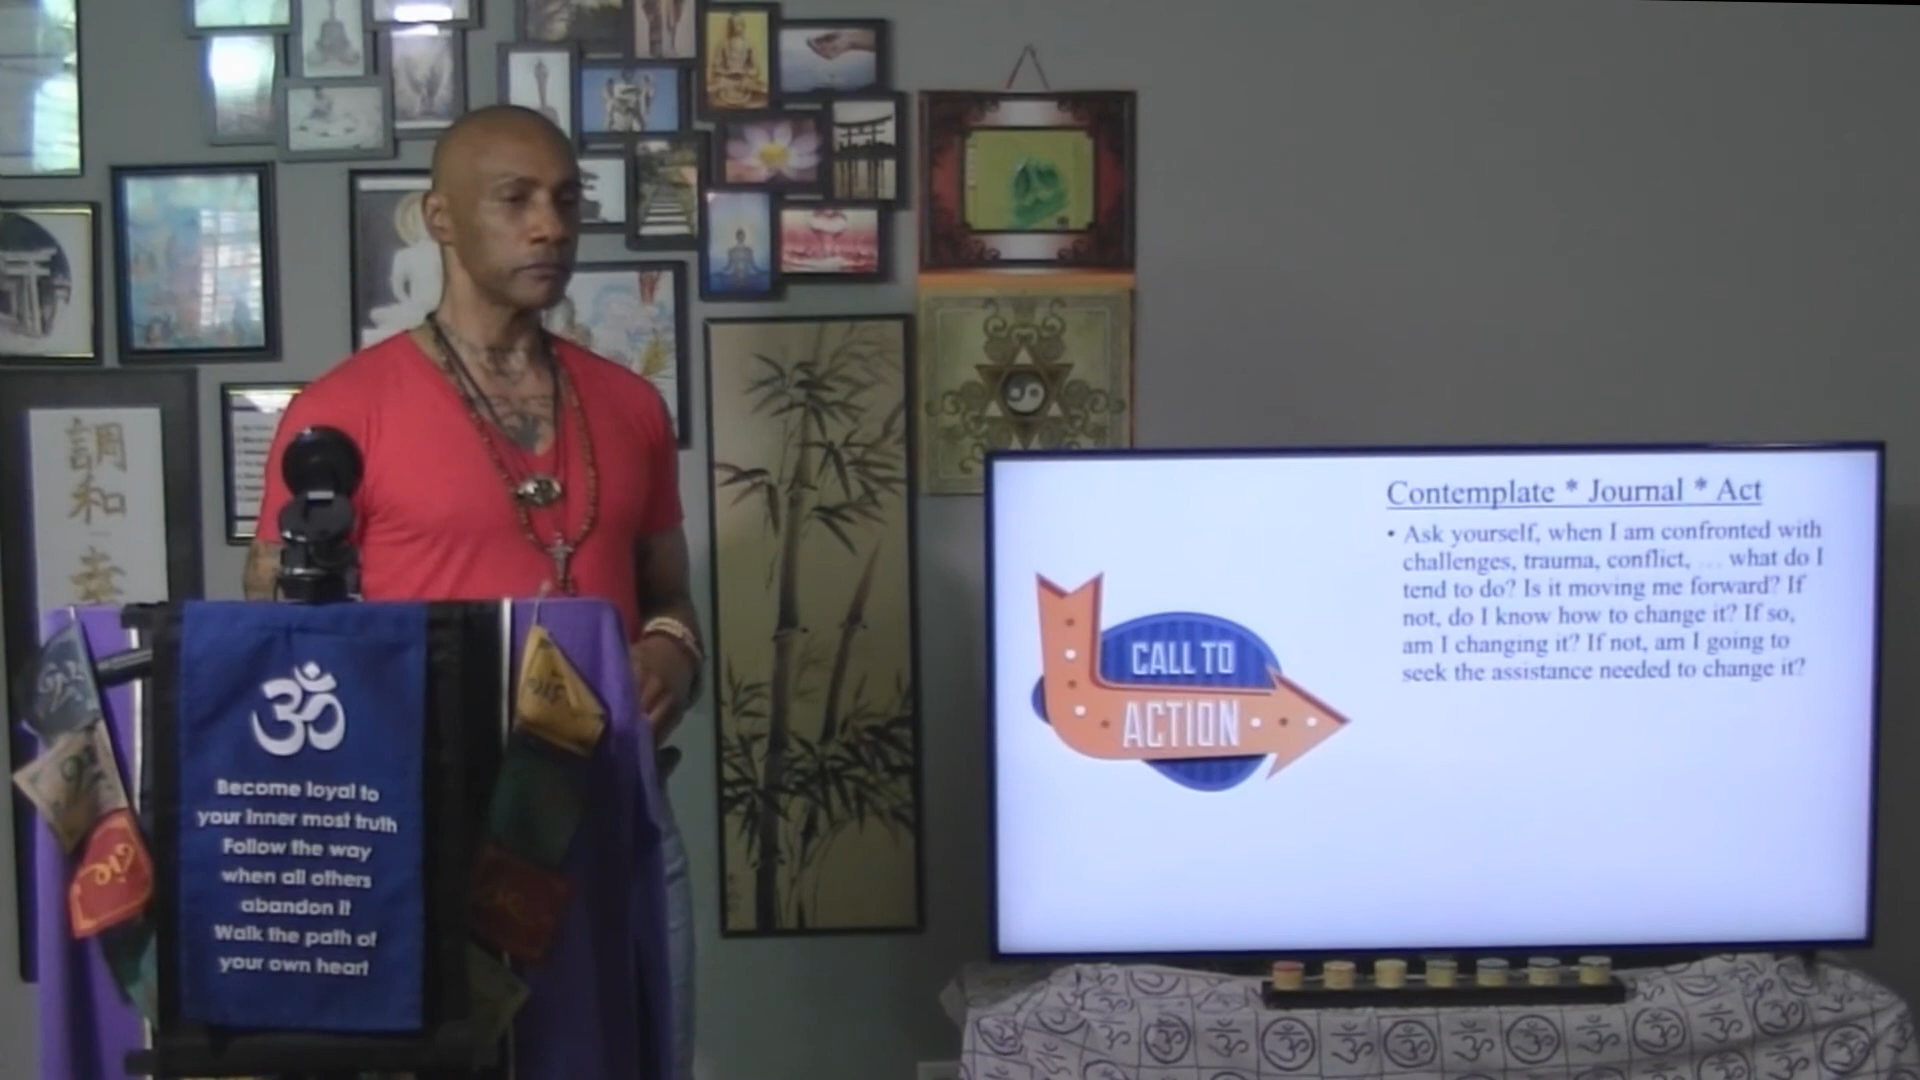 調
和
幸
Become loyal to
your inner most truth
Follow the way
when all others
abandon it
Walk the path of
your own heart
CALL TO
ACTION
Contemplate * Journal * Act
• Ask yourself, when I am confronted with
challenges, trauma, conflict, ... what do I
tend to do? Is it moving me forward? If
not, do I know how to change it? If so,
am I changing it? If not, am I going to
seek the assistance needed to change it?